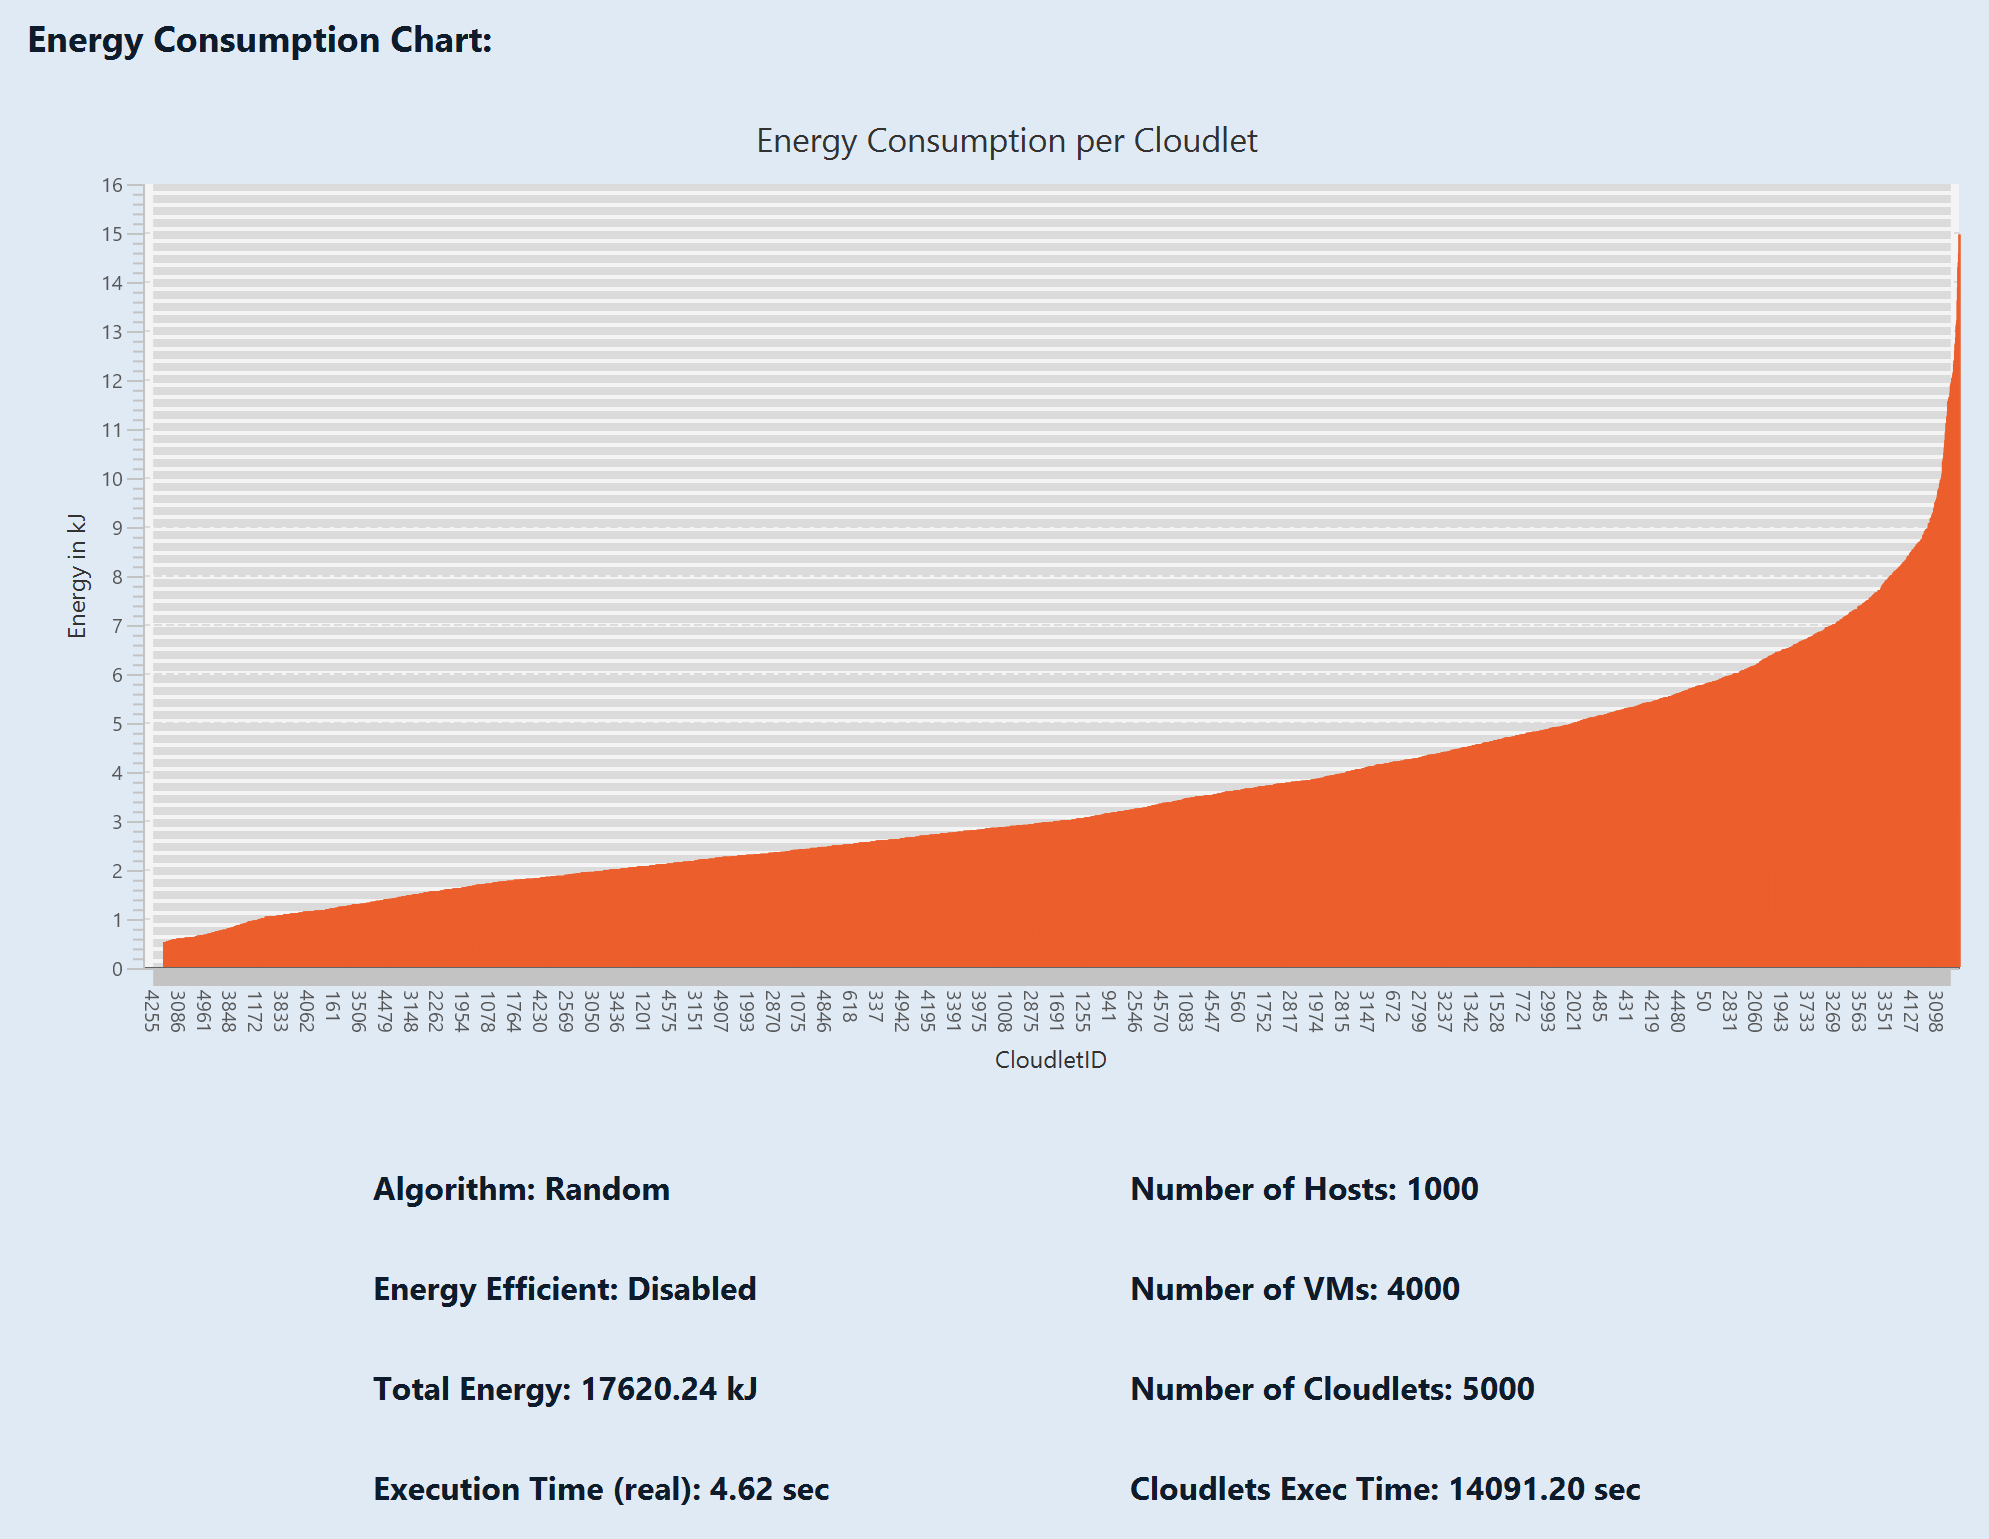 Energy Consumption Chart:
Energy Consumption per Cloudlet
16
15
14
13
12
11
10
9
8
7
6
5
4
3
2
1
0
Energy in kJ
4255 3086 4961 3848 1172 3833 4062 161 3506 4479 3148 2262 1954 1078 1764 4230 2569 3050 3436 1201 4575 3151 4907 1993 2870 1075 4846 618 337 4942 4195 3391 3975 1008 2875 1691 1255 941 2546 4570 1083 4547 560 1752 2817 1974 2815 3147 672 2799 3237 1342 1528 772 2993 2021 485 431 4219 4480 50 2831 2060 1943 3733 3269 3563 3351 4127 3098
CloudletID
Algorithm: Random Number of Hosts: 1000
Energy Efficient: Disabled Number of VMs: 4000
Total Energy: 17620.24 kJ Number of Cloudlets: 5000
Execution Time (real): 4.62 sec Cloudlets Exec Time: 14091.20 sec